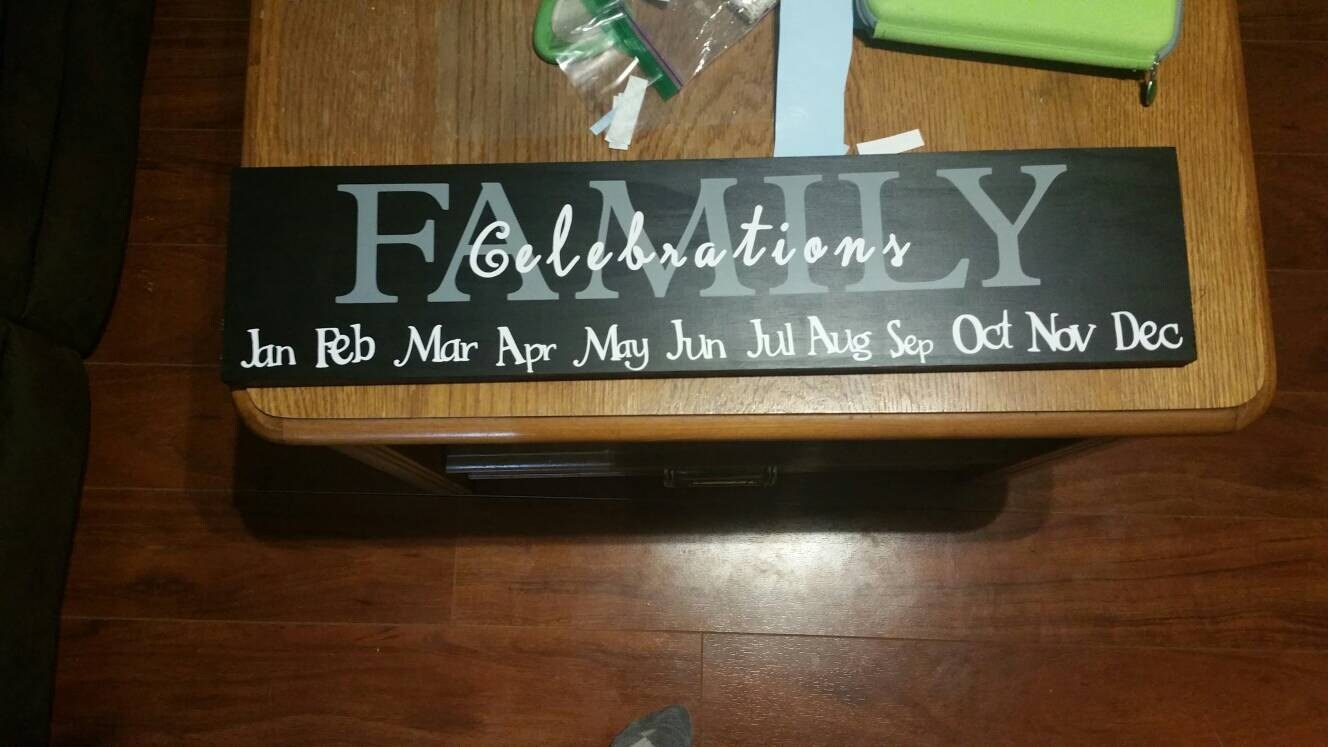 FAMILY
Celebrations
Jan Feb Mar Apr May Jun Jul Aug Sep Oct Nov Dec